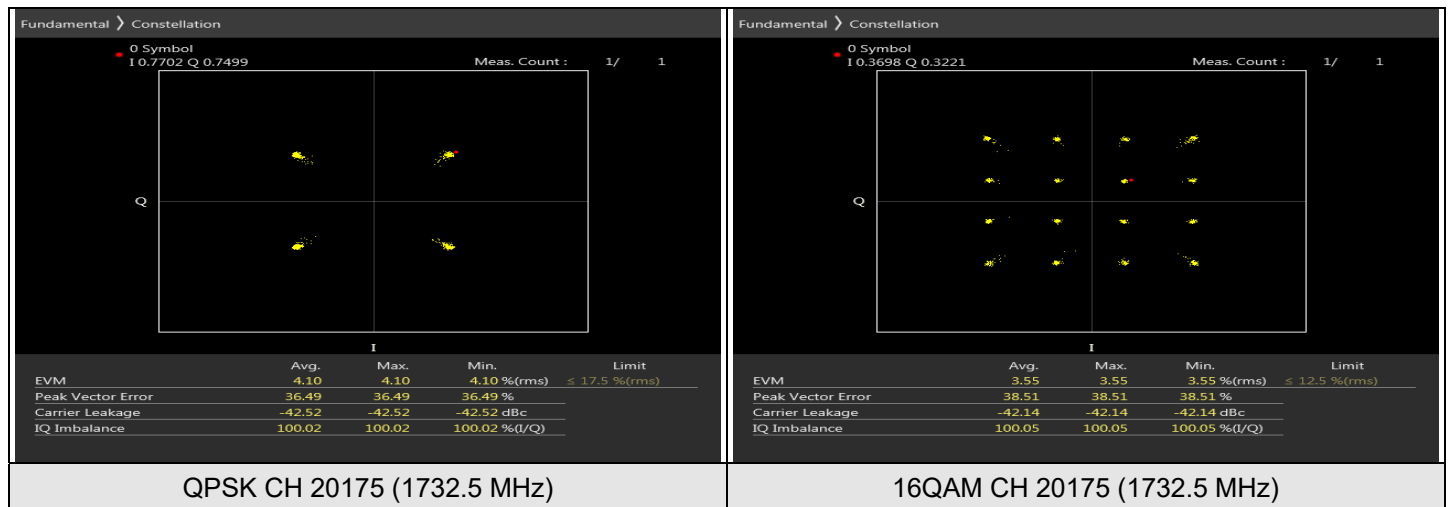 Fundamental ❯ Constellation
0 Symbol
I 0.7702 Q 0.7499 Meas. Count : 1/ 1
Q
I
Avg. Max. Min. Limit
EVM 4.10 4.10 4.10 %(rms) ≤ 17.5 %(rms)
Peak Vector Error 36.49 36.49 36.49 %
Carrier Leakage -42.52 -42.52 -42.52 dBc
IQ Imbalance 100.02 100.02 100.02 %(I/Q)
QPSK CH 20175 (1732.5 MHz)
Fundamental ❯ Constellation
0 Symbol
I 0.3698 Q 0.3221 Meas. Count : 1/ 1
Q
I
Avg. Max. Min. Limit
EVM 3.55 3.55 3.55 %(rms) ≤ 12.5 %(rms)
Peak Vector Error 38.51 38.51 38.51 %
Carrier Leakage -42.14 -42.14 -42.14 dBc
IQ Imbalance 100.05 100.05 100.05 %(I/Q)
16QAM CH 20175 (1732.5 MHz)